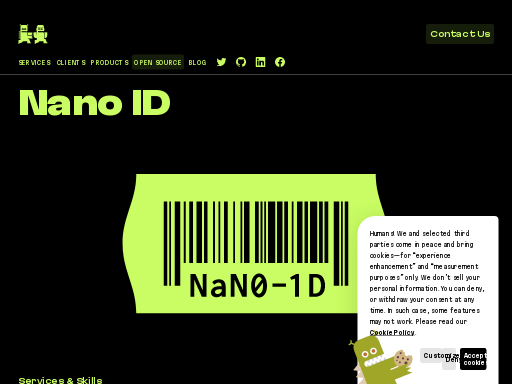 Contact Us
SERVICES CLIENTS PRODUCTS OPEN SOURCE BLOG
Nano ID
NaN0-1D
Humans! We and selected third
parties come in peace and bring
cookies—for “experience
enhancement” and “measurement
purposes” only. We don’t sell your
personal information. You can deny,
or withdraw your consent at any
time. In such case, some features
may not work. Please read our
Cookie Policy.
Customize Deny Accept
cookies
Services & Skills